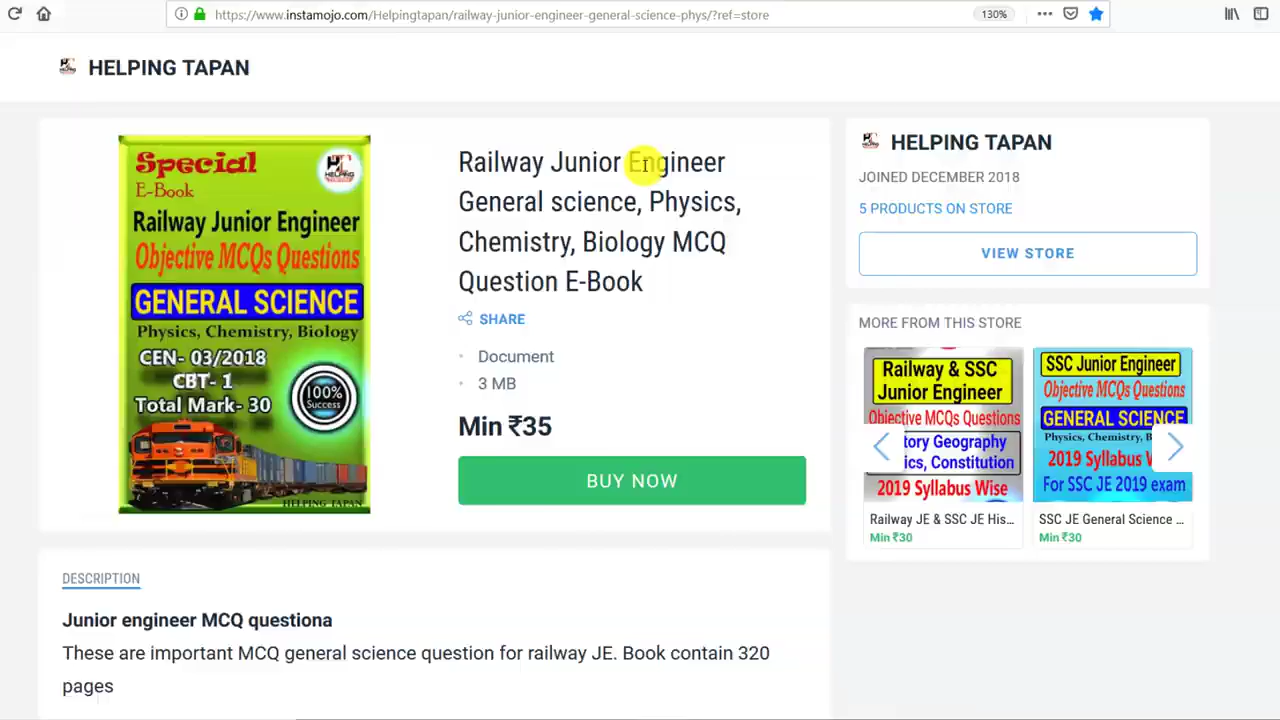 https://www.instamojo.com/Helpingtapan/railway-junior-engineer-general-science-phys/?ref=store
130%
HELPING TAPAN
Special
E-Book
HELPING
Railway Junior Engineer
Objective MCQs Questions
GENERAL SCIENCE
Physics, Chemistry, Biology
CEN- 03/2018
CBT- 1
Total Mark- 30
100%
Success
HELPING TAPAN
Railway Junior Engineer
General science, Physics,
Chemistry, Biology MCQ
Question E-Book
SHARE
Document
3 MB
Min ₹35
BUY NOW
DESCRIPTION
Junior engineer MCQ questiona
These are important MCQ general science question for railway JE. Book contain 320
pages
HELPING TAPAN
JOINED DECEMBER 2018
5 PRODUCTS ON STORE
VIEW STORE
MORE FROM THIS STORE
Railway & SSC
Junior Engineer
Objective MCQs Questions
tory Geography
ics, Constitution
2019 Syllabus Wise
Railway JE & SSC JE His...
Min ₹30
SSC Junior Engineer
Objective MCQs Questions
GENERAL SCIENCE
Physics, Chemistry, B
2019 Syllabus W
For SSC JE 2019 exam
SSC JE General Science ...
Min ₹30